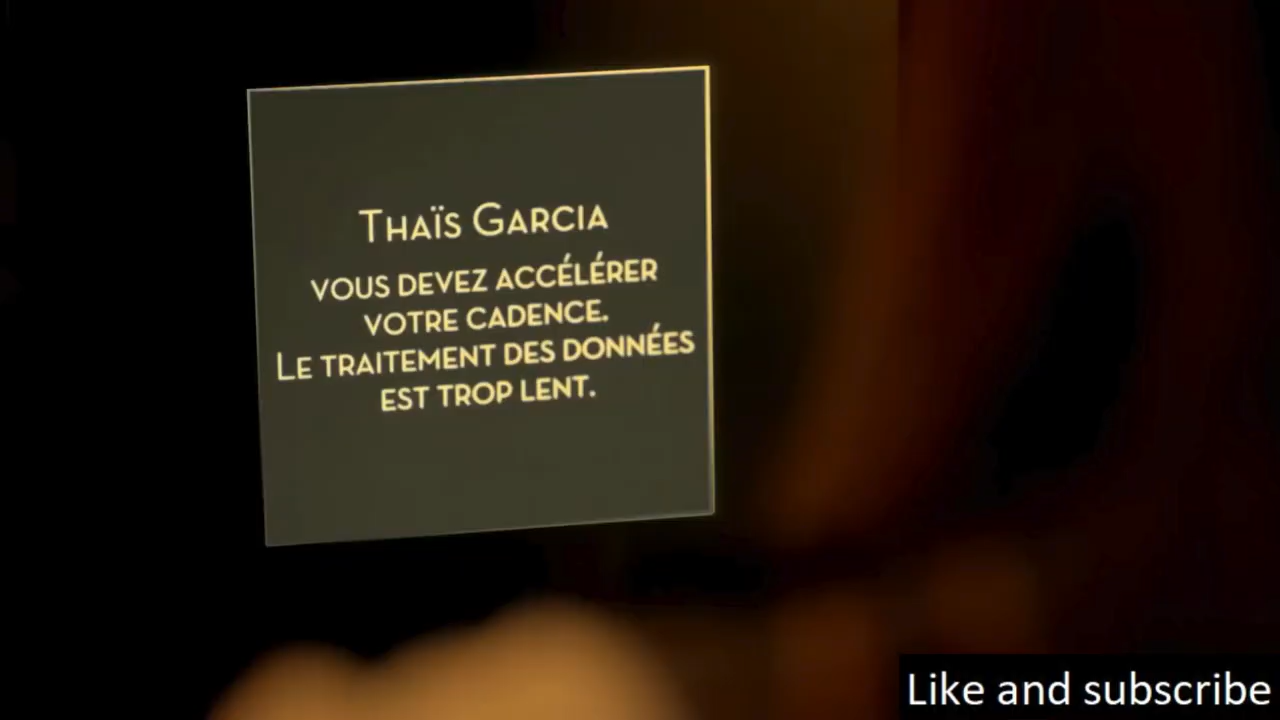 Thaïs Garcia
vous devez accélérer
votre cadence.
Le traitement des données
est trop lent.
Like and subscribe